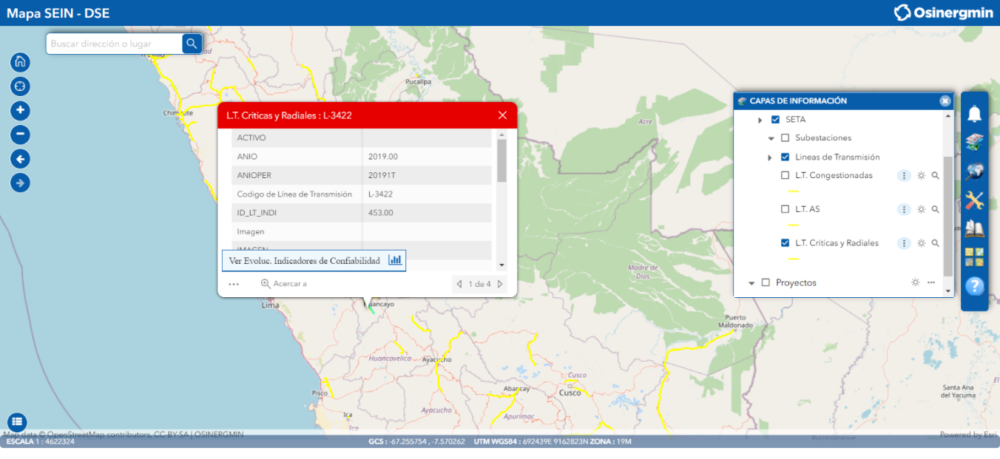 Mapa SEIN - DSE
Osinergmin
Buscar dirección o lugar
Pucallpa
Chimbote
Acre
L.T. Criticas y Radiales : L-3422
ACTIVO
ANIO 2019.00
ANIOPER 20191T
Codigo de Línea de Transmisión L-3422
ID_LT_INDI 453.00
Imagen
IMAGEN
Ver Evoluc. Indicadores de Confiabilidad
Acercar a
1 de 4
CAPAS DE INFORMACIÓN
SETA
Subestaciones
Lineas de Transmisión
L.T. Congestionadas
L.T. AS
L.T. Criticas y Radiales
Proyectos
?
Madre de
Dios
Lima
Huancayo
Puerto
Maldonado
Huancavelica
Ayacucho
Cusco
Abancay
Cusco
Pisco
Ica
Ica
Ayacucho
Apurímac
Santa Ana
del Yacuma
El
Rurrenabaque
Map data © OpenStreetMap contributors, CC-BY-SA | OSINERGMIN
Powered by Esri
ESCALA 1 : 4622324
GCS : -67.255754 , -7.570262 UTM WGS84 : 692439E 9162823N ZONA : 19M